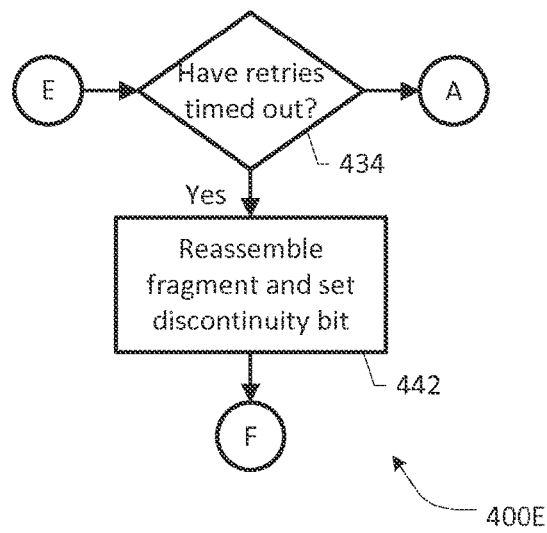 E
Have retries
timed out?
A
434
Yes
Reassemble
fragment and set
discontinuity bit
442
F
400E